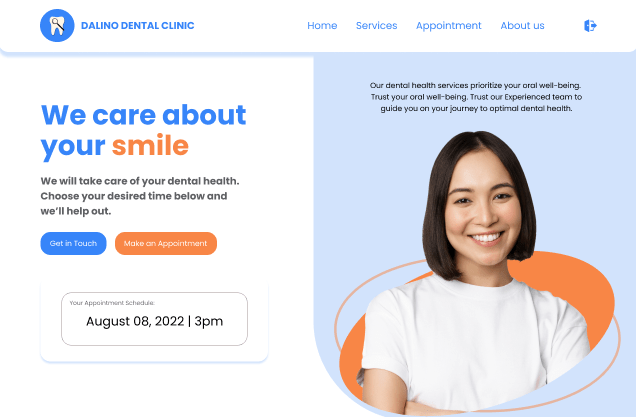 DALINO DENTAL CLINIC
Home
Services
Appointment
About us
We care about
your smile
We will take care of your dental health.
Choose your desired time below and
we'll help out.
Get in Touch
Make an Appointment
Your Appointment Schedule:
August 08, 2022 | 3pm
Our dental health services prioritize your oral well-being.
Trust your oral well-being. Trust our Experienced team to
guide you on your journey to optimal dental health.